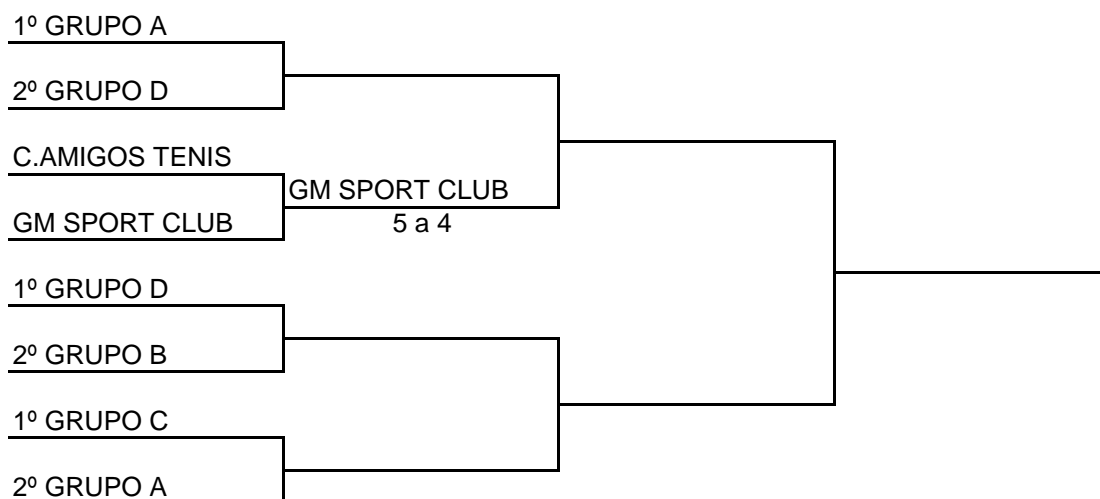 1º GRUPO A
2º GRUPO D
C.AMIGOS TENIS
GM SPORT CLUB
GM SPORT CLUB
5 a 4
1º GRUPO D
2º GRUPO B
1º GRUPO C
2º GRUPO A